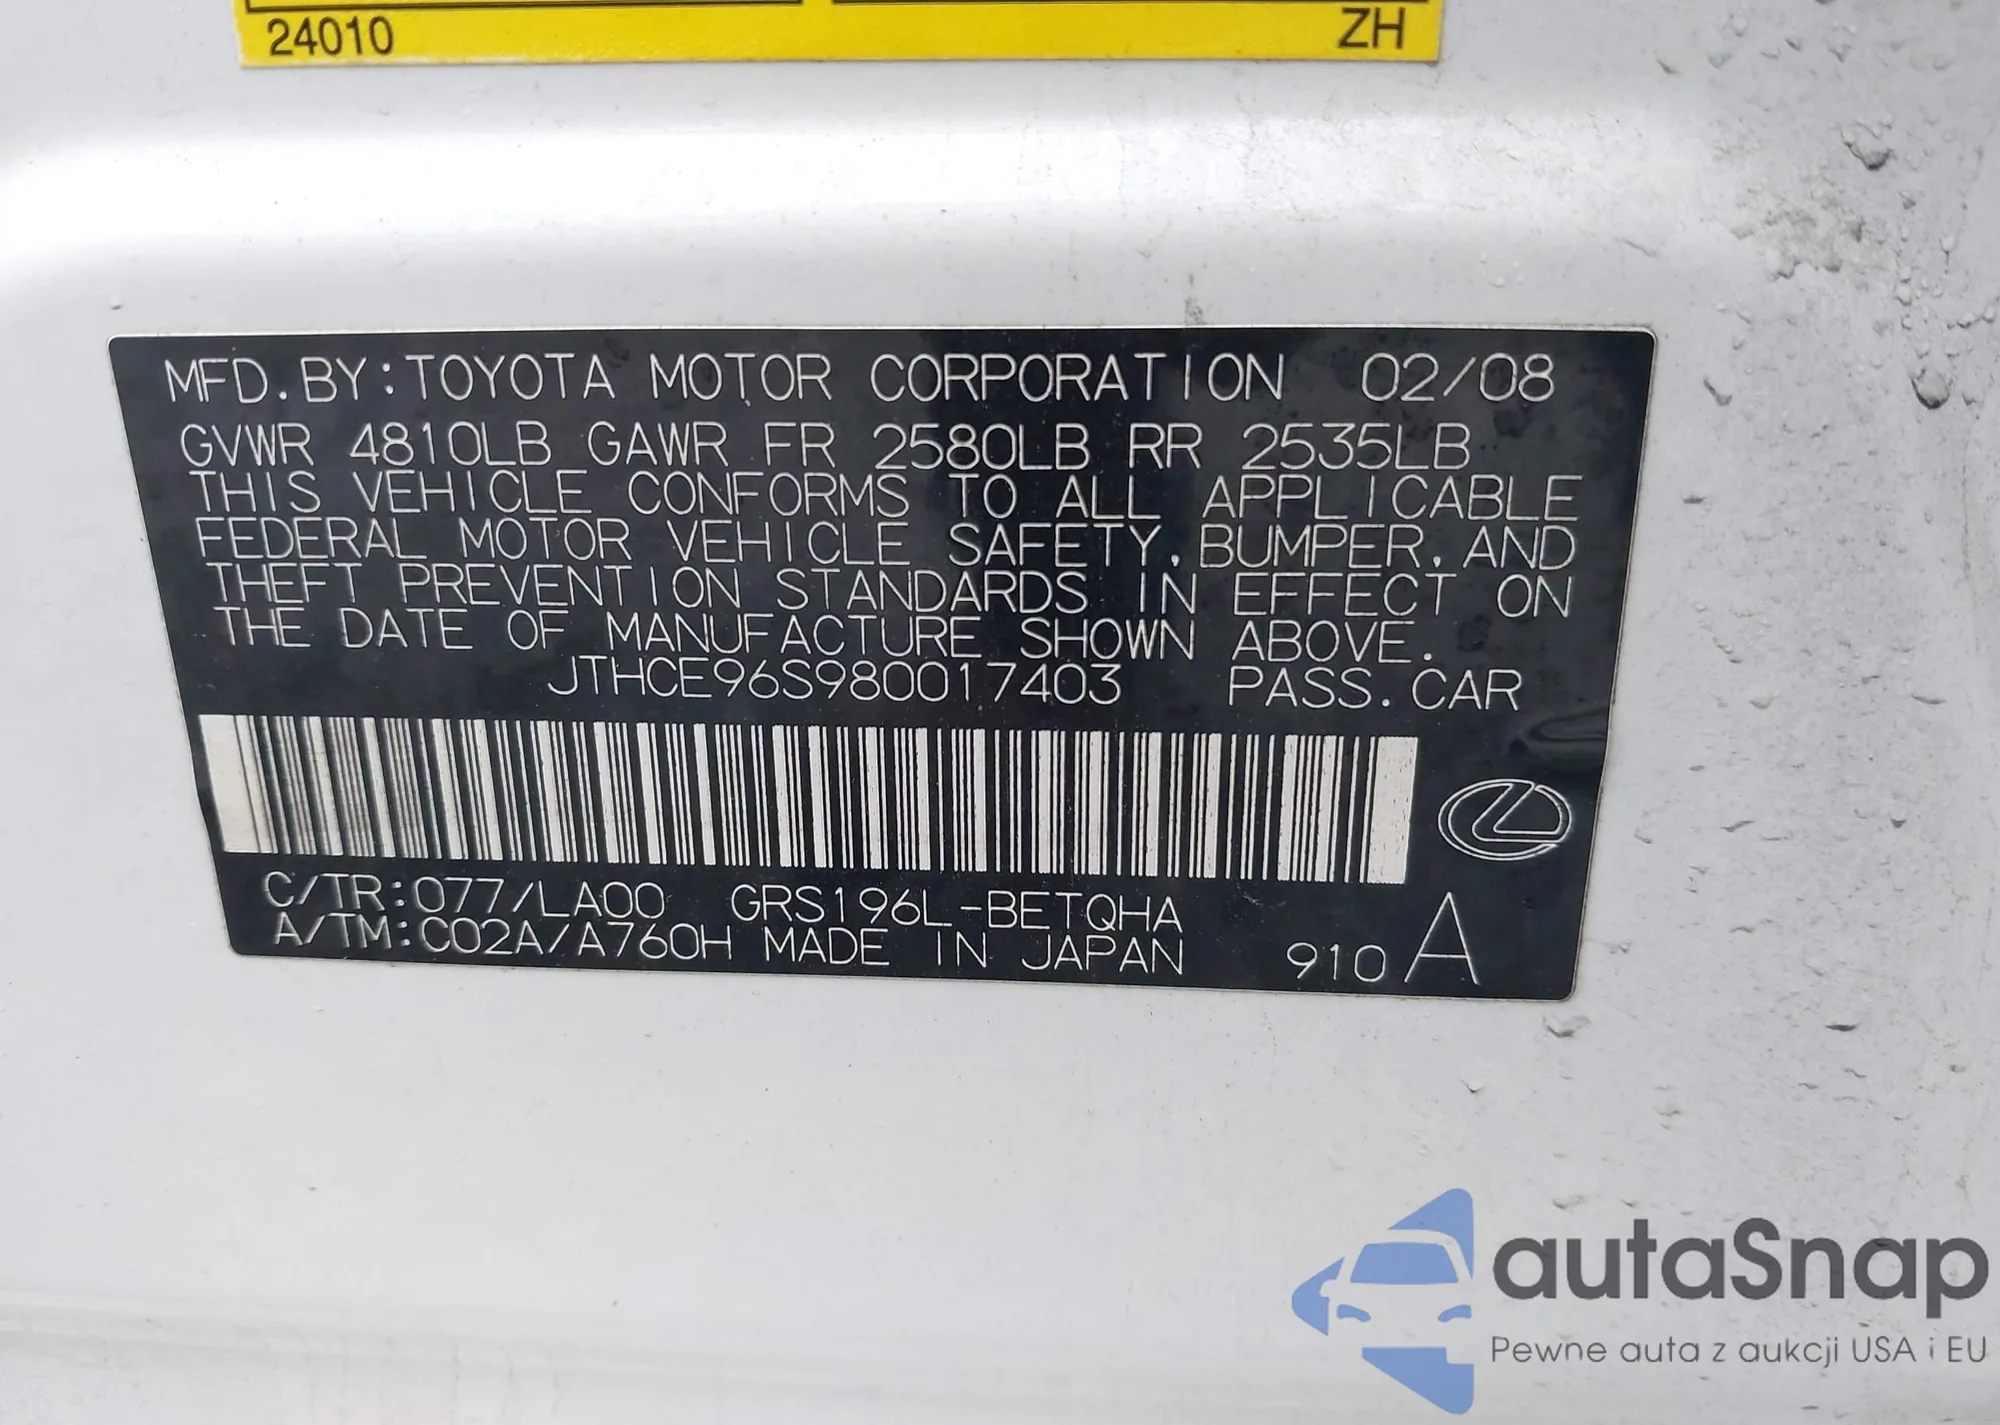 24010 ZH
MFD. BY: TOYOTA MOTOR CORPORATION 02/08
GVWR 4810LB GAWR FR 2580LB RR 2535LB
THIS VEHICLE CONFORMS TO ALL APPLICABLE
FEDERAL MOTOR VEHICLE SAFETY, BUMPER, AND
THEFT PREVENTION STANDARDS IN EFFECT ON
THE DATE OF MANUFACTURE SHOWN ABOVE.
JTHCE96S980017403 PASS. CAR
C/TR: 077/LA00 GRS196L-BETQHA
A/TM: C02A/A760H MADE IN JAPAN 910 A
autoSnap
Pewne auta z aukcji USA i EU